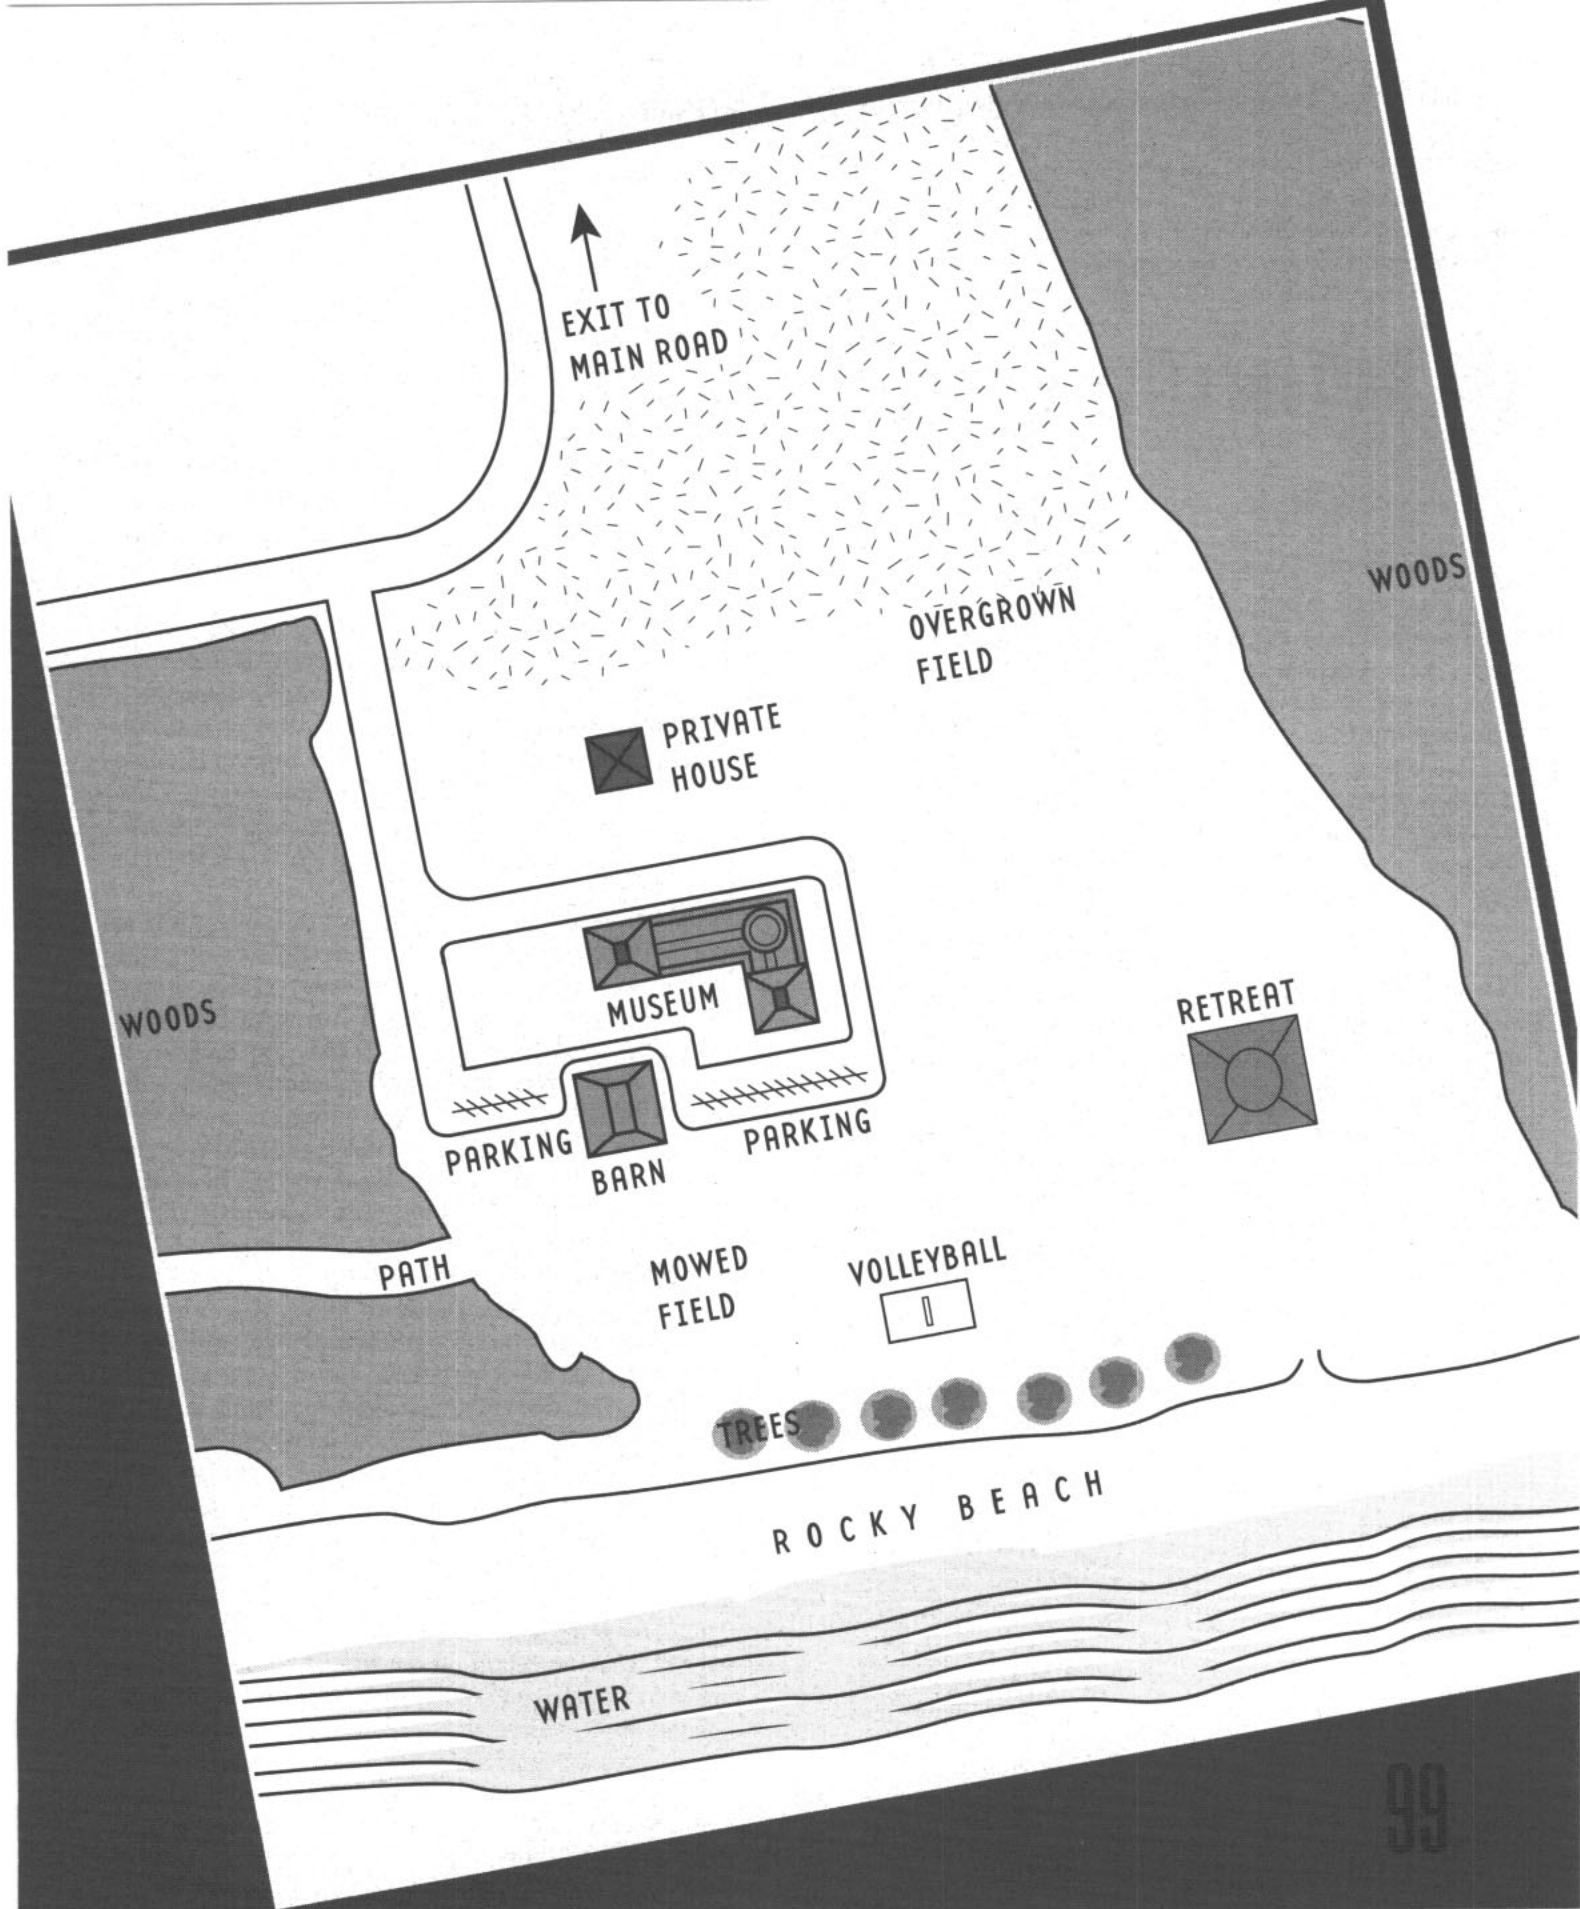 EXIT TO
MAIN ROAD
WOODS
OVERGROWN
FIELD
PRIVATE
HOUSE
MUSEUM
RETREAT
WOODS
PARKING
BARN
PARKING
PATH
MOWED
FIELD
VOLLEYBALL
TREES
ROCKY BEACH
WATER
99